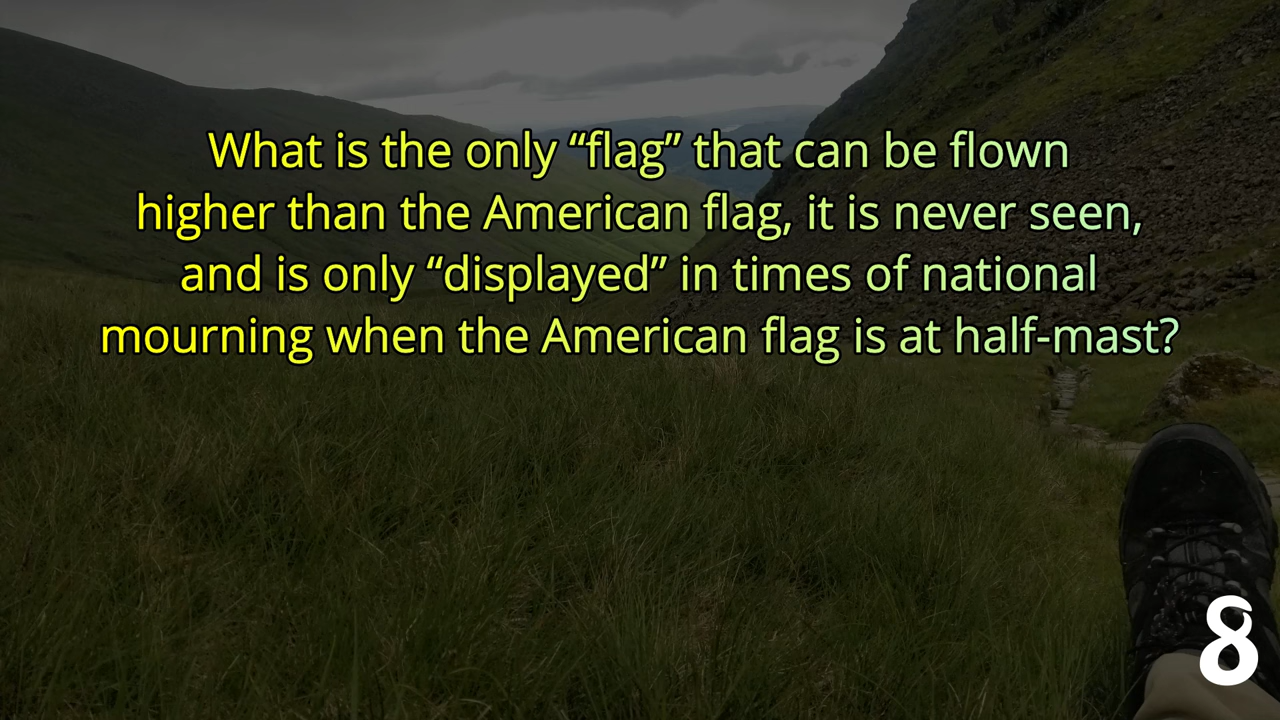 What is the only “flag” that can be flown
higher than the American flag, it is never seen,
and is only “displayed” in times of national
mourning when the American flag is at half-mast?
8